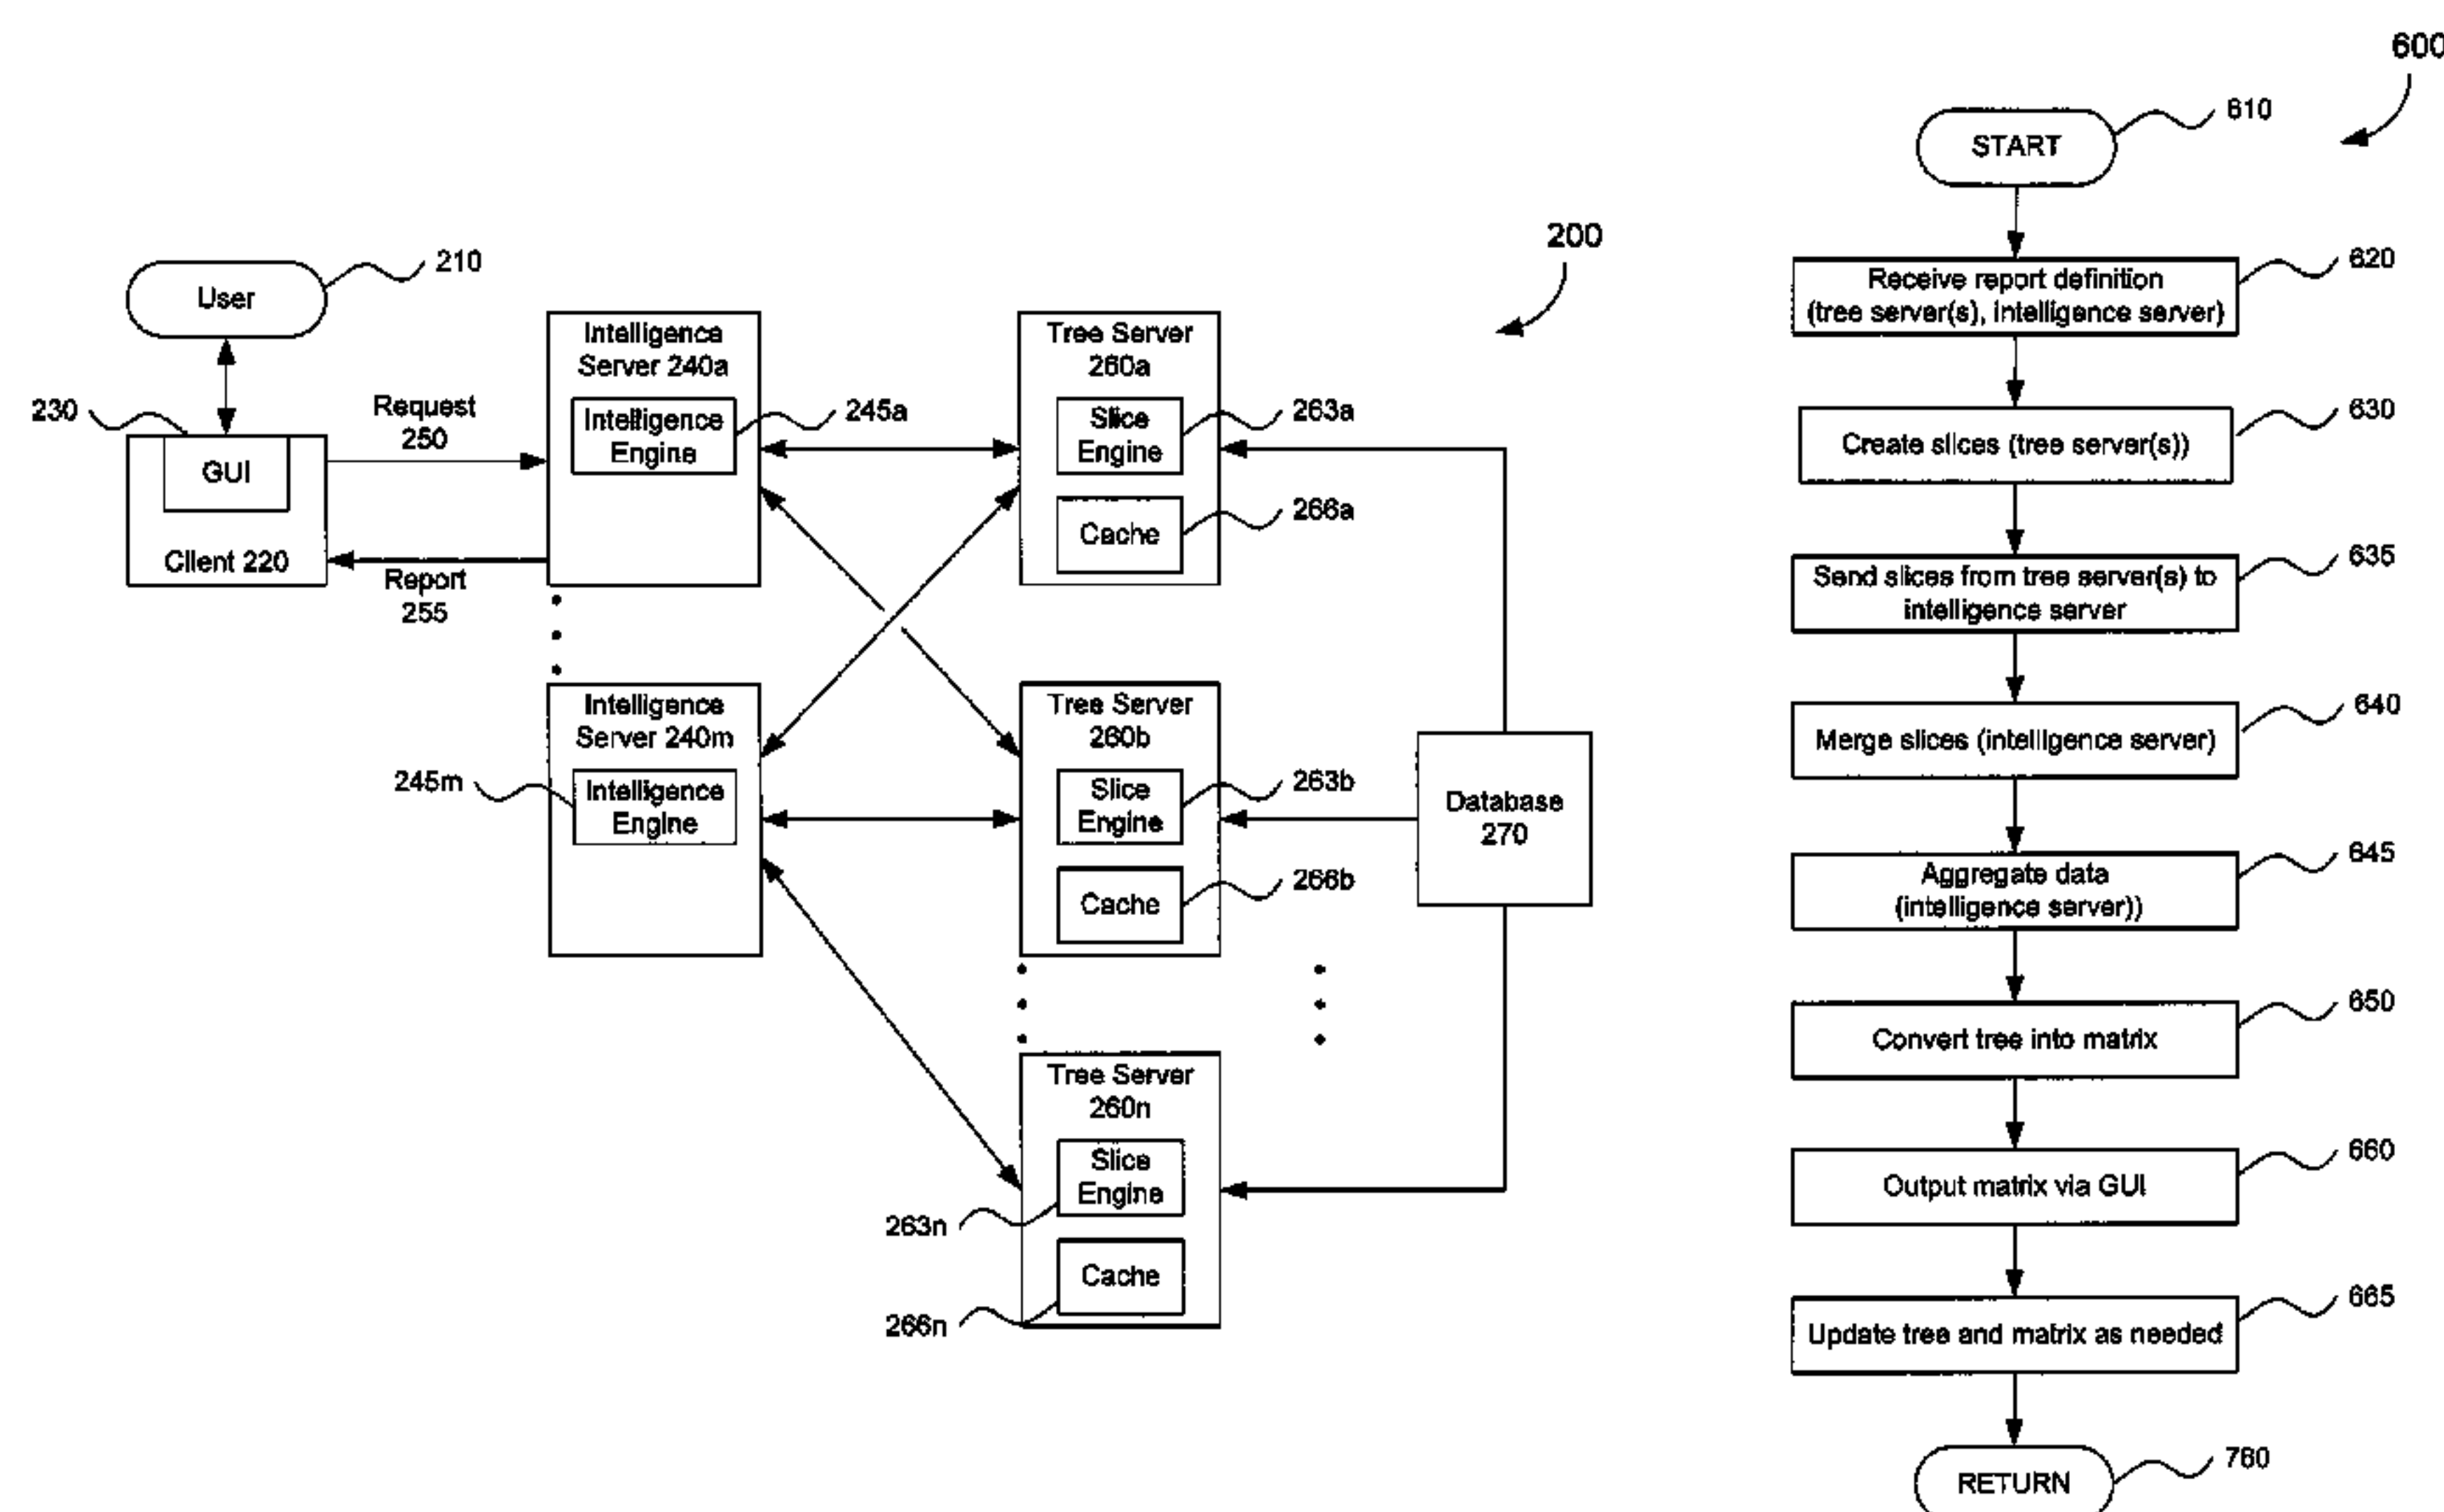 200
User
210
230
GUI
Client 220
Request
250
Report
255
Intelligence
Server 240a
Intelligence
Engine
245a
Intelligence
Server 240m
245m
Intelligence
Engine
Tree Server
260a
Slice
Engine
263a
Cache
266a
Tree Server
260b
Slice
Engine
263b
Cache
266b
Tree Server
260n
Slice
Engine
263n
Cache
266n
Database
270
600
START
610
Receive report definition
(tree server(s), intelligence server)
620
Create slices (tree server(s))
630
Send slices from tree server(s) to
intelligence server
635
Merge slices (intelligence server)
640
Aggregate data
(intelligence server))
645
Convert tree into matrix
650
Output matrix via GUI
660
Update tree and matrix as needed
665
RETURN
760